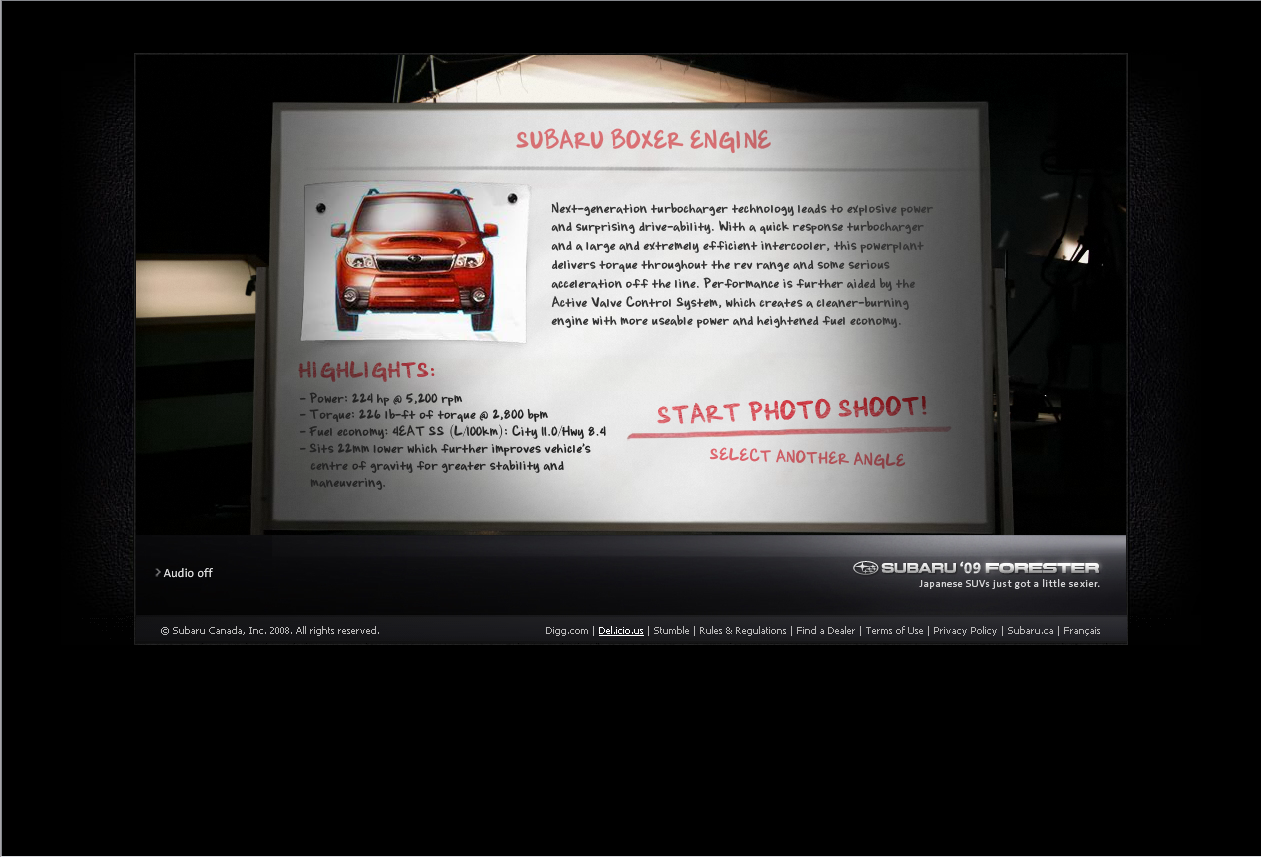 SUBARU BOXER ENGINE
Next-generation turbocharger technology leads to explosive power
and surprising drive-ability. With a quick response turbocharger
and a large and extremely efficient intercooler, this powerplant
delivers torque throughout the rev range and some serious
acceleration off the line. Performance is further aided by the
Active Valve Control System, which creates a cleaner-burning
engine with more useable power and heightened fuel economy.
HIGHLIGHTS:
- Power: 224 hp @ 5,200 rpm
- Torque: 226 lb-ft of torque @ 2,800 bpm
- Fuel economy: 4EAT SS (L/100km): City 11.0/Hwy 8.4
- Sits 22mm lower which further improves vehicle's
centre of gravity for greater stability and
maneuvering.
START PHOTO SHOOT!
SELECT ANOTHER ANGLE
> Audio off
SUBARU '09 FORESTER
Japanese SUVs just got a little sexier.
© Subaru Canada, Inc. 2008. All rights reserved.
Digg.com | Del.icio.us | Stumble | Rules & Regulations | Find a Dealer | Terms of Use | Privacy Policy | Subaru.ca | Français